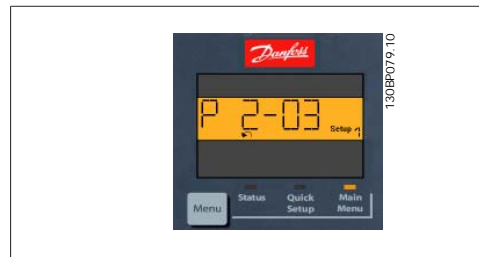 Danfoss
P 2-03
Setup 1
Status
Quick Setup
Main Menu
Menu
130BP079.10